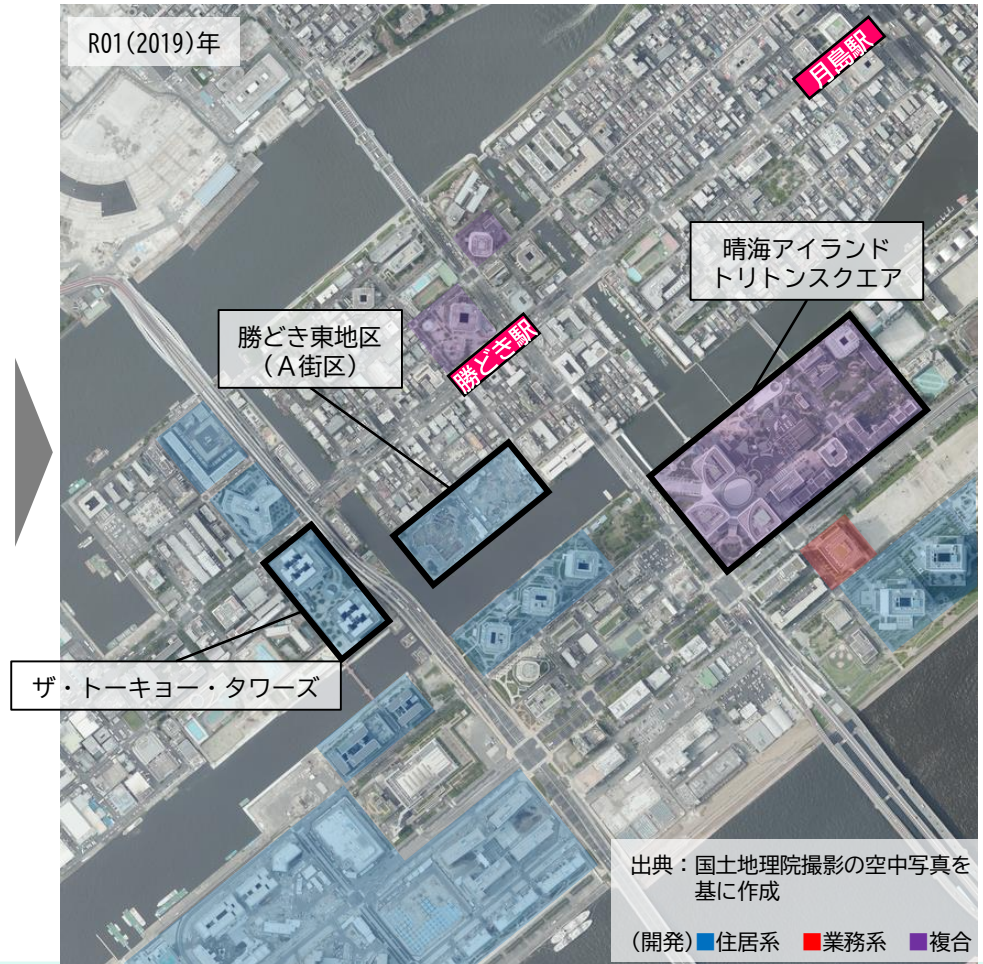 R01(2019)年
月島駅
晴海アイランド
トリトンスクエア
勝どき東地区
（A街区）
勝どき駅
ザ・トーキョー・タワーズ
出典：国土地理院撮影の空中写真を
基に作成
(開発)■住居系 ■業務系 ■複合